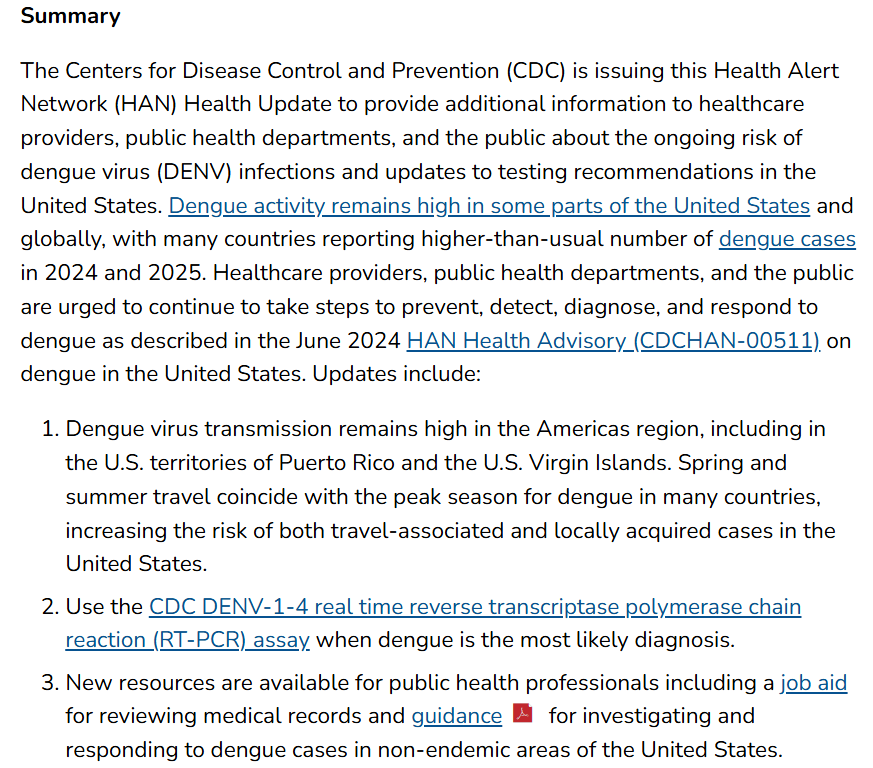 Summary
The Centers for Disease Control and Prevention (CDC) is issuing this Health Alert
Network (HAN) Health Update to provide additional information to healthcare
providers, public health departments, and the public about the ongoing risk of
dengue virus (DENV) infections and updates to testing recommendations in the
United States. Dengue activity remains high in some parts of the United States and
globally, with many countries reporting higher-than-usual number of dengue cases
in 2024 and 2025. Healthcare providers, public health departments, and the public
are urged to continue to take steps to prevent, detect, diagnose, and respond to
dengue as described in the June 2024 HAN Health Advisory (CDCHAN-00511) on
dengue in the United States. Updates include:
1. Dengue virus transmission remains high in the Americas region, including in
the U.S. territories of Puerto Rico and the U.S. Virgin Islands. Spring and
summer travel coincide with the peak season for dengue in many countries,
increasing the risk of both travel-associated and locally acquired cases in the
United States.
2. Use the CDC DENV-1-4 real time reverse transcriptase polymerase chain
reaction (RT-PCR) assay when dengue is the most likely diagnosis.
3. New resources are available for public health professionals including a job aid
for reviewing medical records and guidance for investigating and
responding to dengue cases in non-endemic areas of the United States.